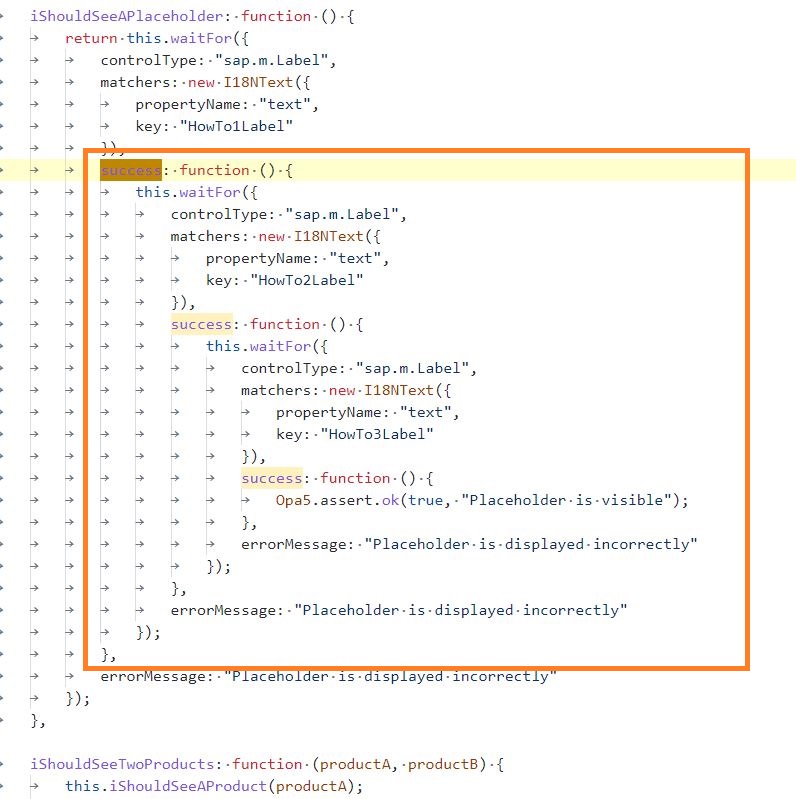 iShouldSeeAPlaceholder: function () {
return this.waitFor({
controlType: "sap.m.Label",
matchers: new I18NText({
propertyName: "text",
key: "HowTo1Label"
}),
success: function () {
this.waitFor({
controlType: "sap.m.Label",
matchers: new I18NText({
propertyName: "text",
key: "HowTo2Label"
}),
success: function () {
this.waitFor({
controlType: "sap.m.Label",
matchers: new I18NText({
propertyName: "text",
key: "HowTo3Label"
}),
success: function () {
Opa5.assert.ok(true, "Placeholder is visible");
},
errorMessage: "Placeholder is displayed incorrectly"
});
},
errorMessage: "Placeholder is displayed incorrectly"
});
},
errorMessage: "Placeholder is displayed incorrectly"
});
},
iShouldSeeTwoProducts: function (productA, productB) {
this.iShouldSeeAProduct(productA);